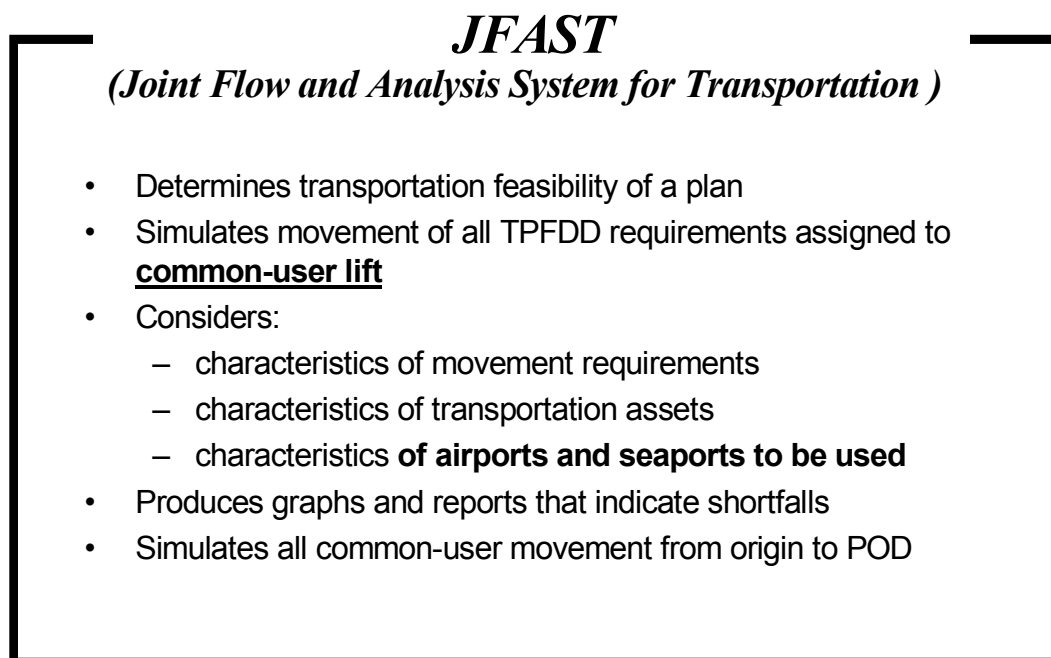 JFAST
(Joint Flow and Analysis System for Transportation )
• Determines transportation feasibility of a plan
• Simulates movement of all TPFDD requirements assigned to
common-user lift
• Considers:
– characteristics of movement requirements
– characteristics of transportation assets
– characteristics of airports and seaports to be used
• Produces graphs and reports that indicate shortfalls
• Simulates all common-user movement from origin to POD